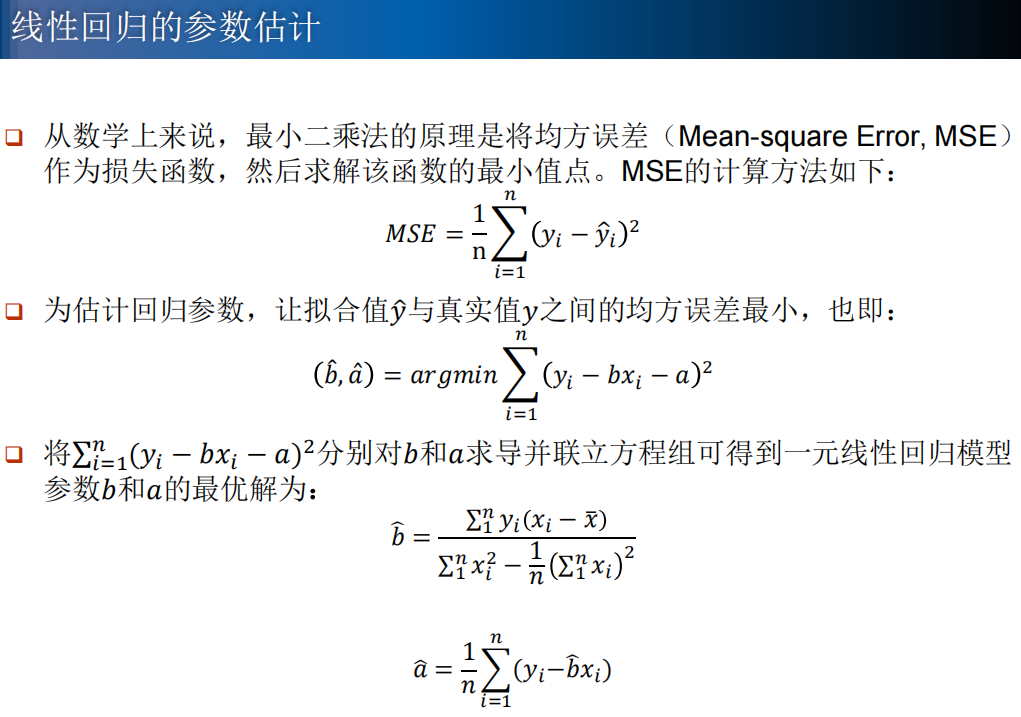 线性回归的参数估计
❑ 从数学上来说，最小二乘法的原理是将均方误差（Mean-square Error, MSE）
作为损失函数，然后求解该函数的最小值点。MSE的计算方法如下：
$MSE = \frac{1}{n}\sum_{i=1}^{n}(y_i - \hat{y}_i)^2$
❑ 为估计回归参数，让拟合值$\hat{y}$与真实值$y$之间的均方误差最小，也即：
$(\hat{b}, \hat{a}) = argmin\sum_{i=1}^{n}(y_i - bx_i - a)^2$
❑ 将$\sum_{i=1}^{n}(y_i - bx_i - a)^2$分别对$b$和$a$求导并联立方程组可得到一元线性回归模型
参数$b$和$a$的最优解为：
$\hat{b} = \frac{\sum_1^n y_i(x_i - \bar{x})}{\sum_1^n x_i^2 - \frac{1}{n}(\sum_1^n x_i)^2}$
$\hat{a} = \frac{1}{n}\sum_{i=1}^{n}(y_i - \hat{b}x_i)$